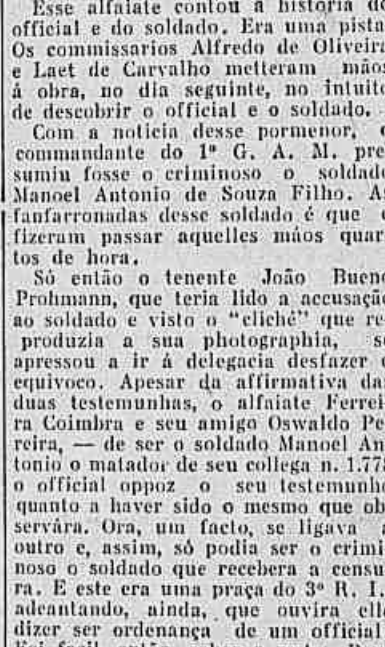 Esse alfaiate contou a historia do
official e do soldado. Era uma pista.
Os commissarios Alfredo de Oliveira
e Laet de Carvalho metteram mãos
á obra, no dia seguinte, no intuito
de descobrir o official e o soldado.
Com a noticia desse pormenor, o
commandante do 1º G. A. M. pre-
sumiu fosse o criminoso o soldado
Manoel Antonio de Souza Filho. A
fanfarronadas desse soldado é que o
fizeram passar aquelles máos quar-
tos de hora.
Só então o tenente João Bueno
Prohmann, que teria lido a accusação
ao soldado e visto o "cliché" que re-
produzia a sua photographia, se
apressou a ir á delegacia desfazer o
equivoco. Apesar da affirmativa das
duas testemunhas, o alfaiate Ferrei-
ra Coimbra e seu amigo Oswaldo Pe-
reira, — de ser o soldado Manoel An-
tonio o matador de seu collega n. 1.775
o official oppoz o seu testemunho
quanto a haver sido o mesmo que ob-
servára. Ora, um facto, se ligava a
outro e, assim, só podia ser o crimi-
noso o soldado que recebera a censu-
ra. E este era uma praça do 3º R. I.,
adeantando, ainda, que ouvira elle
dizer ser ordenança de um official.
Foi facil